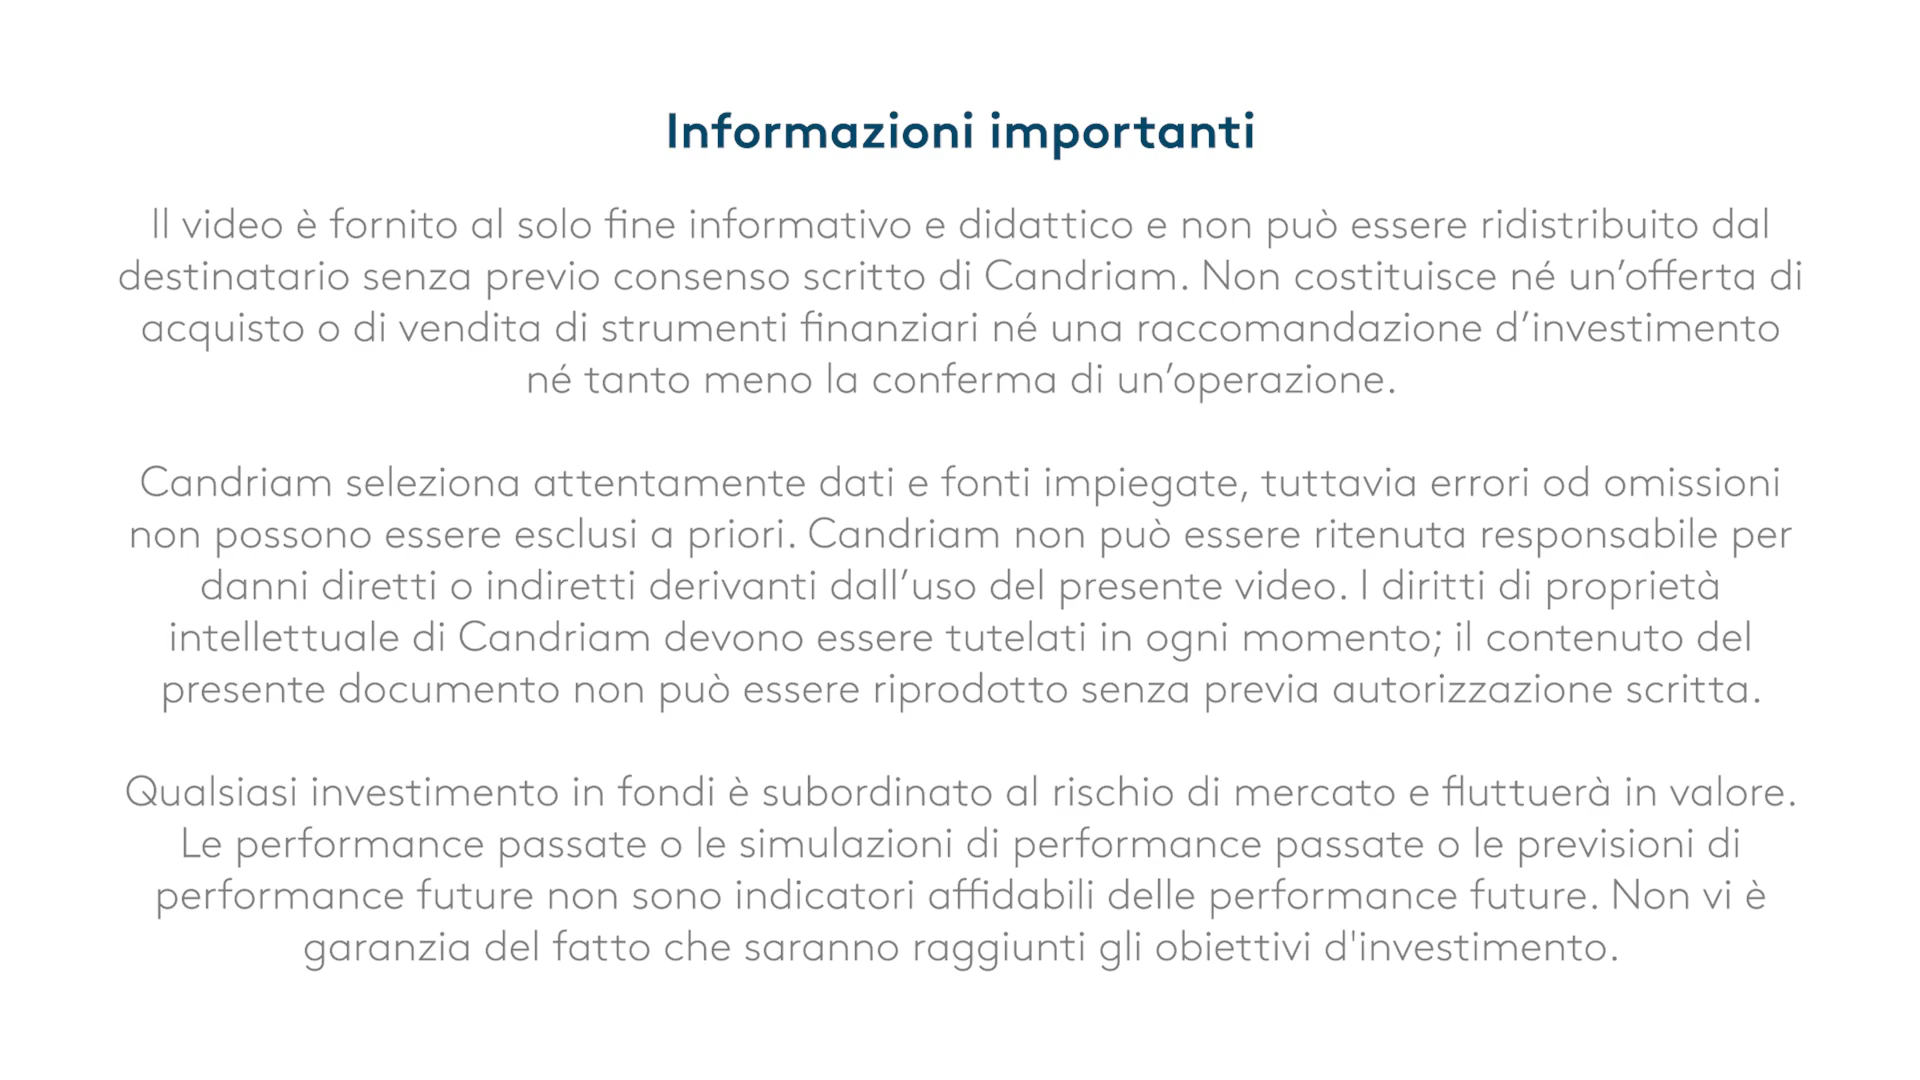 Informazioni importanti
Il video è fornito al solo fine informativo e didattico e non può essere ridistribuito dal
destinatario senza previo consenso scritto di Candriam. Non costituisce né un’offerta di
acquisto o di vendita di strumenti finanziari né una raccomandazione d’investimento
né tanto meno la conferma di un’operazione.
Candriam seleziona attentamente dati e fonti impiegate, tuttavia errori od omissioni
non possono essere esclusi a priori. Candriam non può essere ritenuta responsabile per
danni diretti o indiretti derivanti dall’uso del presente video. I diritti di proprietà
intellettuale di Candriam devono essere tutelati in ogni momento; il contenuto del
presente documento non può essere riprodotto senza previa autorizzazione scritta.
Qualsiasi investimento in fondi è subordinato al rischio di mercato e fluttuerà in valore.
Le performance passate o le simulazioni di performance passate o le previsioni di
performance future non sono indicatori affidabili delle performance future. Non vi è
garanzia del fatto che saranno raggiunti gli obiettivi d'investimento.